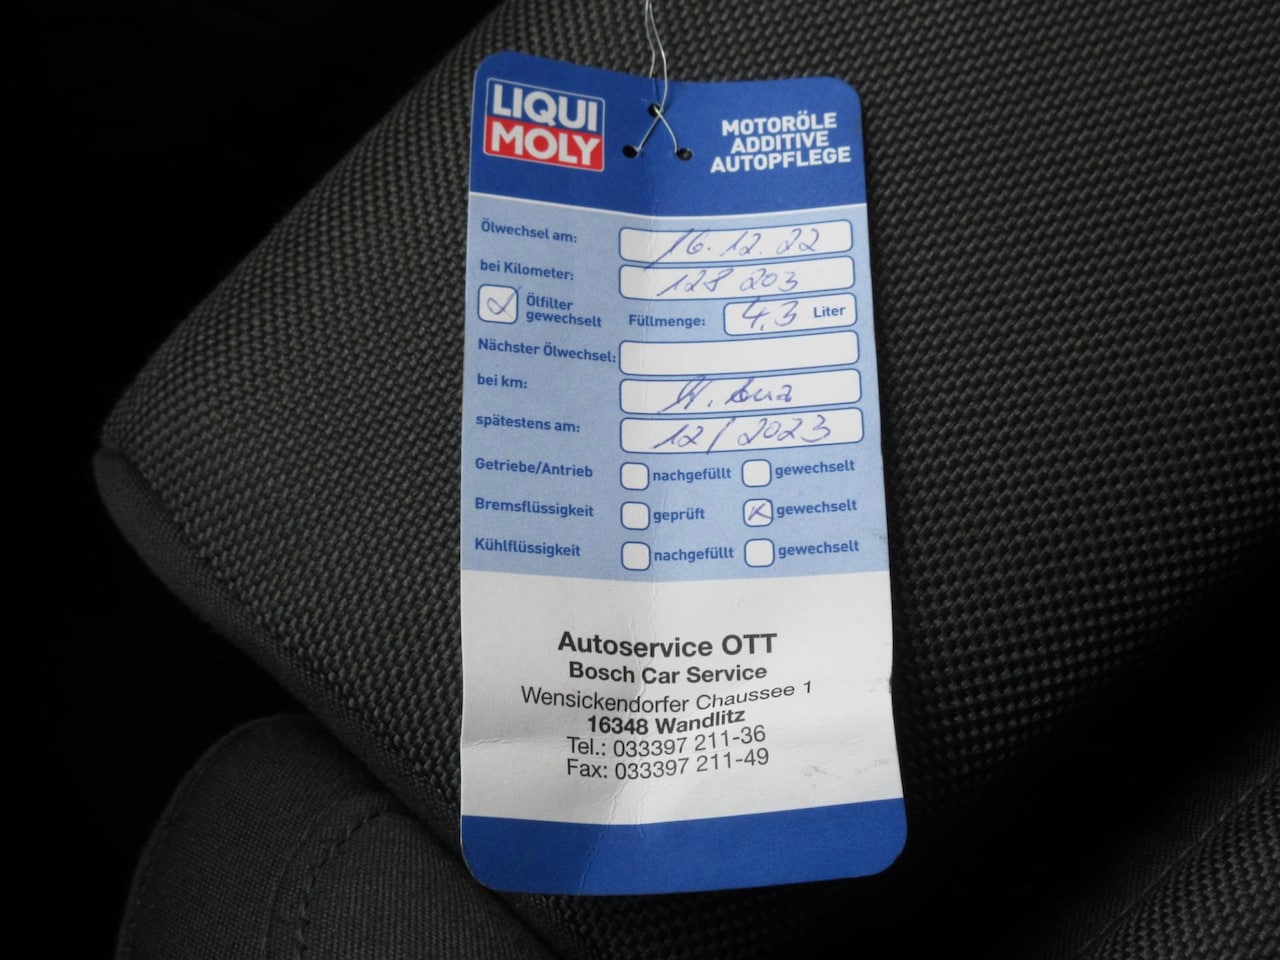 LIQUI
MOLY
MOTORÖLE
ADDITIVE
AUTOPFLEGE
Ölwechsel am: 16.12.22
bei Kilometer: 128 203
Ölfilter
gewechselt
Füllmenge: 4,3 Liter
Nächster Ölwechsel:
bei km:
spätestens am: 12/2023
Getriebe/Antrieb nachgefüllt gewechselt
Bremsflüssigkeit geprüft gewechselt
Kühlflüssigkeit nachgefüllt gewechselt
Autoservice OTT
Bosch Car Service
Wensickendorfer Chaussee 1
16348 Wandlitz
Tel.: 033397 211-36
Fax: 033397 211-49